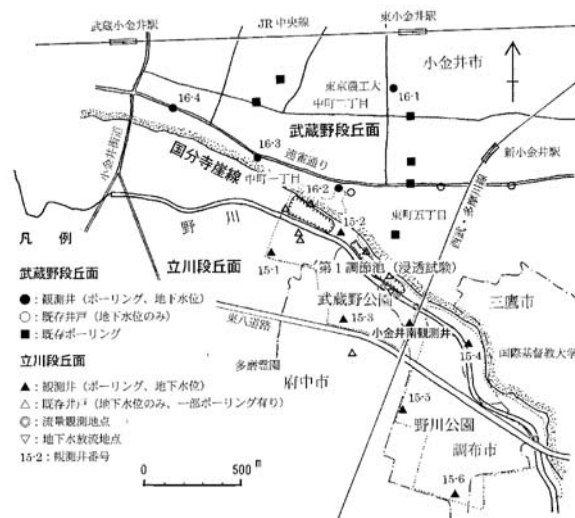 武蔵小金井駅
JR中央線
東小金井駅
小金井市
東京農工大
中町二丁目
16-1
16-4
武蔵野段丘面
小金井街道
国分寺崖線
16-3
連雀通り
新小金井駅
中町一丁目
16-2
西武・多摩川線
野川
15-2
東町五丁目
凡 例
立川段丘面
15-1
第1調節池(浸透試験)
武蔵野段丘面
●:観測井(ボーリング、地下水位)
○:既存井戸(地下水位のみ)
■:既存ボーリング
武蔵野公園
三鷹市
東八道路
15-3
小金井南観測井
15-4
国際基督教大学
立川段丘面
多磨霊園
府中市
▲:観測井(ボーリング、地下水位)
△:既存井戸(地下水位のみ、一部ボーリング有り)
◎:流量観測地点
▽:地下水放流地点
15-2:観測井番号
15-5
野川公園
調布市
15-6
0 500 m